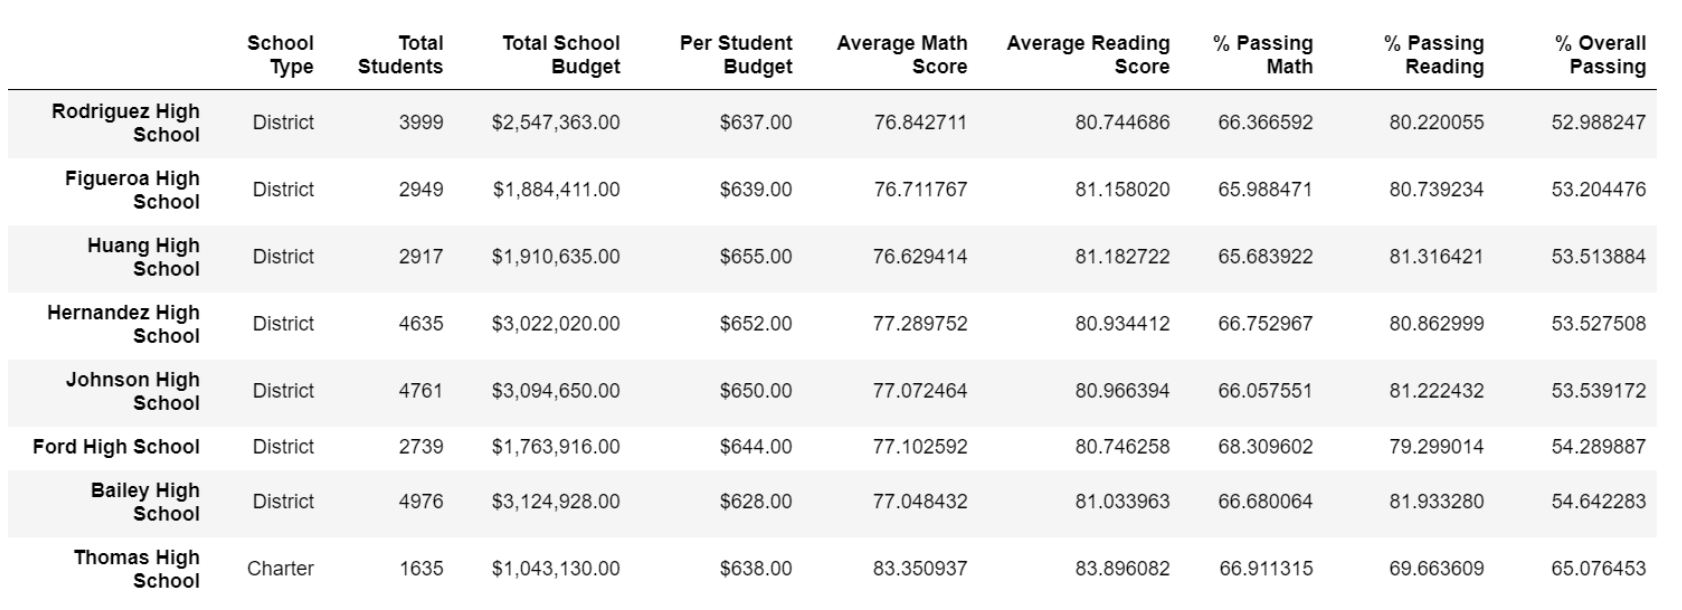 School Type Total Students Total School Budget Per Student Budget Average Math Score Average Reading Score % Passing Math % Passing Reading % Overall Passing
Rodriguez High School District 3999 $2,547,363.00 $637.00 76.842711 80.744686 66.366592 80.220055 52.988247
Figueroa High School District 2949 $1,884,411.00 $639.00 76.711767 81.158020 65.988471 80.739234 53.204476
Huang High School District 2917 $1,910,635.00 $655.00 76.629414 81.182722 65.683922 81.316421 53.513884
Hernandez High School District 4635 $3,022,020.00 $652.00 77.289752 80.934412 66.752967 80.862999 53.527508
Johnson High School District 4761 $3,094,650.00 $650.00 77.072464 80.966394 66.057551 81.222432 53.539172
Ford High School District 2739 $1,763,916.00 $644.00 77.102592 80.746258 68.309602 79.299014 54.289887
Bailey High School District 4976 $3,124,928.00 $628.00 77.048432 81.033963 66.680064 81.933280 54.642283
Thomas High School Charter 1635 $1,043,130.00 $638.00 83.350937 83.896082 66.911315 69.663609 65.076453